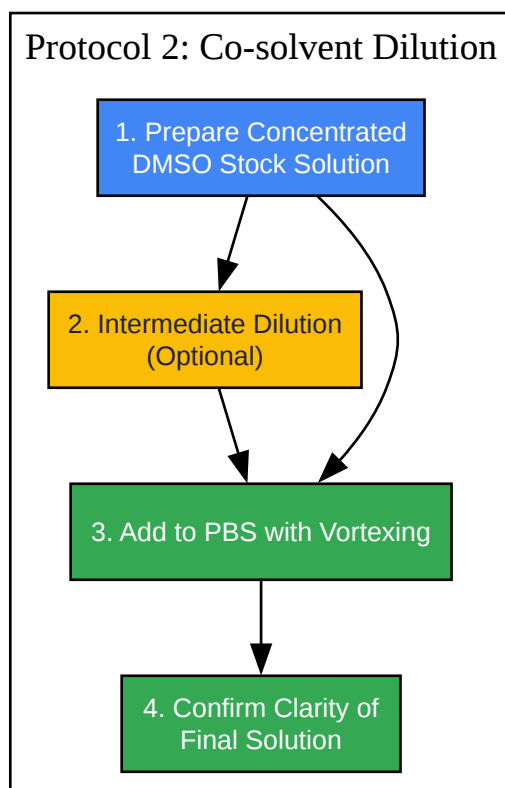 Protocol 2: Co-solvent Dilution
1. Prepare Concentrated
DMSO Stock Solution
2. Intermediate Dilution
(Optional)
3. Add to PBS with Vortexing
4. Confirm Clarity of
Final Solution